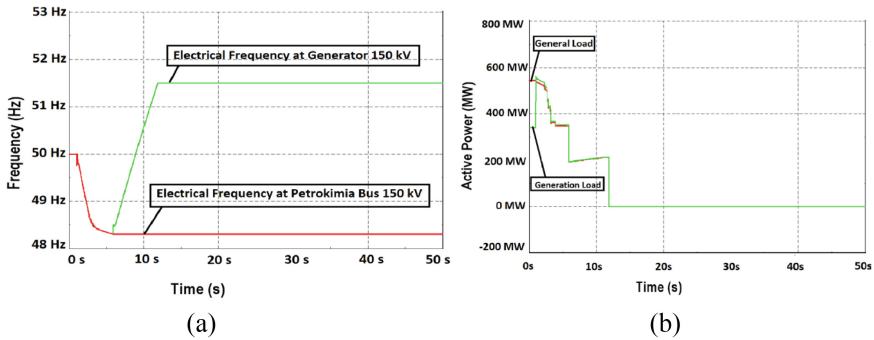 53 Hz
52 Hz
51 Hz
50 Hz
49 Hz
48 Hz
Frequency (Hz)
Electrical Frequency at Generator 150 kV
Electrical Frequency at Petrokimia Bus 150 kV
0 s
10 s
20 s
30 s
40 s
50 s
Time (s)
(a)
800 MW
600 MW
400 MW
200 MW
0 MW
-200 MW
Active Power (MW)
General Load
Generation Load
0s
10s
20s
30s
40s
50s
Time (s)
(b)